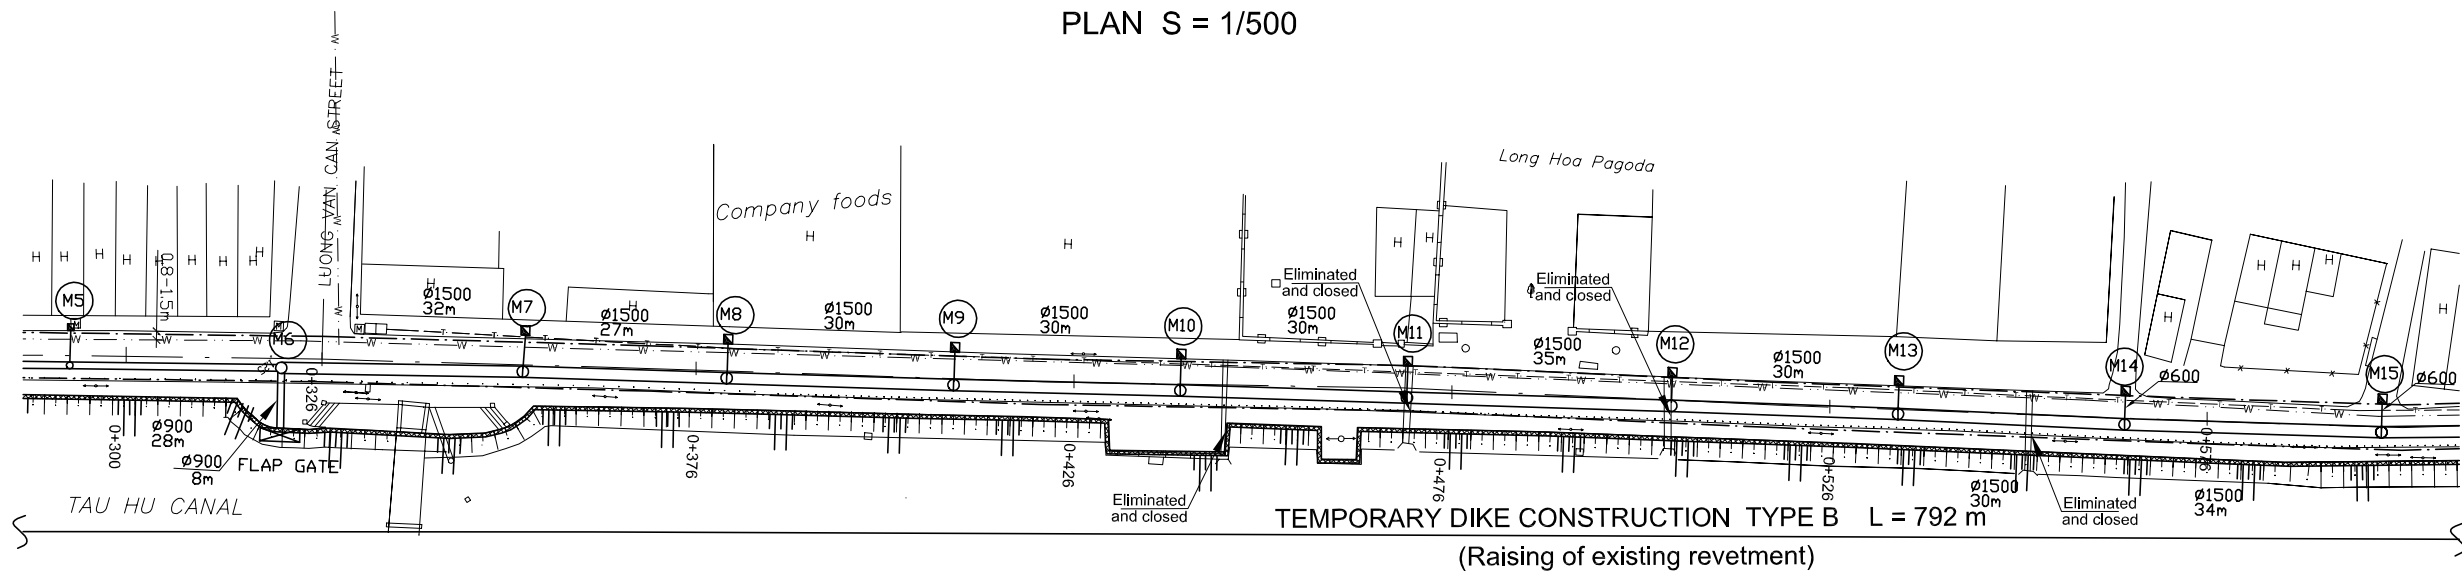 PLAN S = 1/500
LUONG VAN CAN STREET
W
W
W
Long Hoa Pagoda
Company foods
H
H
H
H
H
H
H
H
H
0.8-1.5m
H
H
H
H
H
H
H
H
H
H
H
H
M5
M
M
M
M6
Ø1500
32m
M7
Ø1500
27m
M8
Ø1500
30m
M9
Ø1500
30m
M10
Ø1500
30m
Eliminated
and closed
M11
Ø1500
35m
Eliminated
and closed
M12
Ø1500
30m
M13
M14
Ø600
M15
Ø600
0+300
0+326
0+376
0+426
0+476
0+526
0+576
Ø900
28m
Ø900
8m
FLAP GATE
TAU HU CANAL
Eliminated
and closed
Ø1500
30m
Eliminated
and closed
Ø1500
34m
TEMPORARY DIKE CONSTRUCTION TYPE B L = 792 m
(Raising of existing revetment)